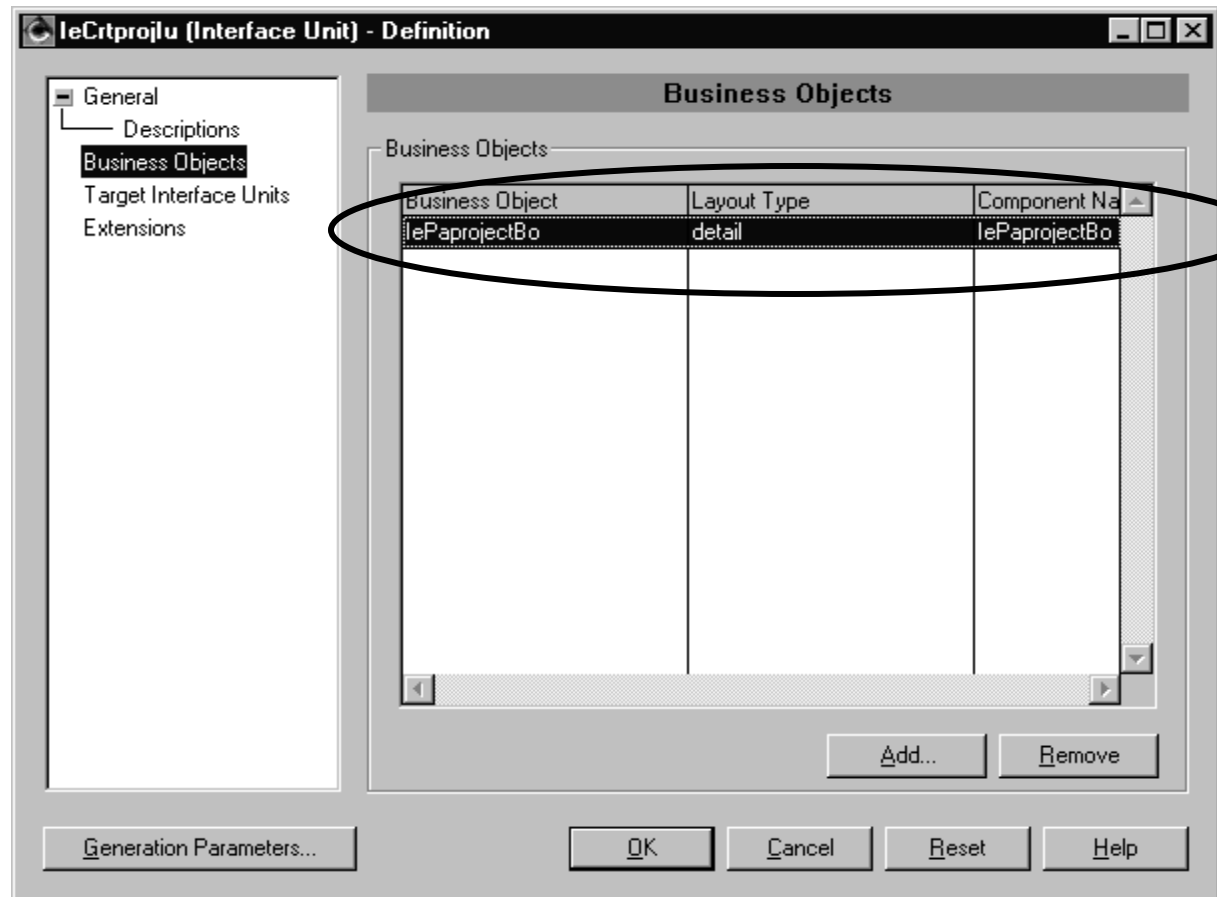 IeCrtprojIu (Interface Unit) - Definition
General
Descriptions
Business Objects
Target Interface Units
Extensions
Business Objects
Business Objects
Business Object Layout Type Component Na
IePaprojectBo detail IePaprojectBo
Add... Remove
Generation Parameters... OK Cancel Reset Help